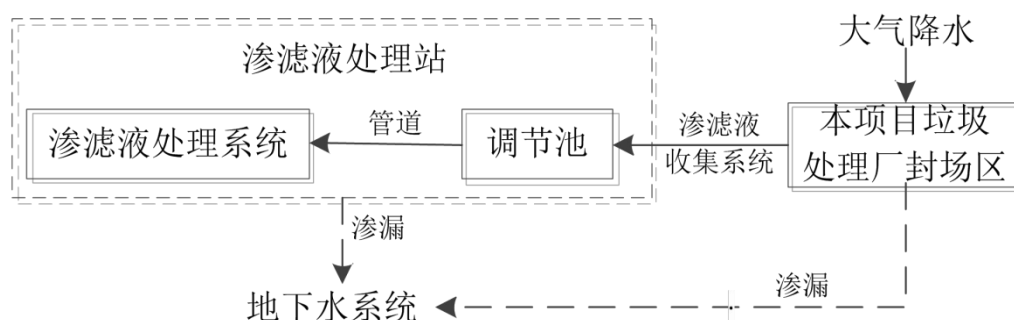 大气降水
渗滤液处理站
渗滤液处理系统
管道
调节池
渗滤液
收集系统
本项目垃圾
处理厂封场区
渗漏
渗漏
地下水系统